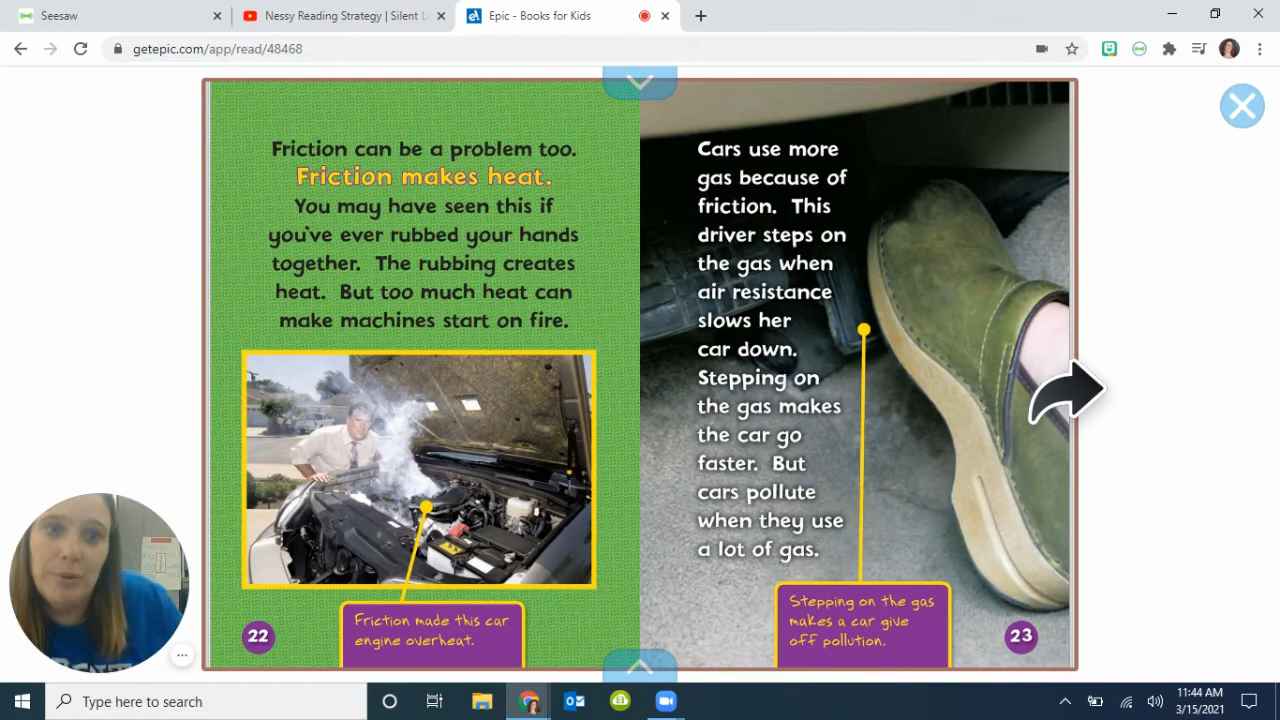 Seesaw
Nessy Reading Strategy | Silent L
Epic - Books for Kids
getepic.com/app/read/48468
Friction can be a problem too.
Friction makes heat.
You may have seen this if
you've ever rubbed your hands
together. The rubbing creates
heat. But too much heat can
make machines start on fire.
Friction made this car
engine overheat.
22
Cars use more
gas because of
friction. This
driver steps on
the gas when
air resistance
slows her
car down.
Stepping on
the gas makes
the car go
faster. But
cars pollute
when they use
a lot of gas.
Stepping on the gas
makes a car give
off pollution.
23
Type here to search
11:44 AM
3/15/2021